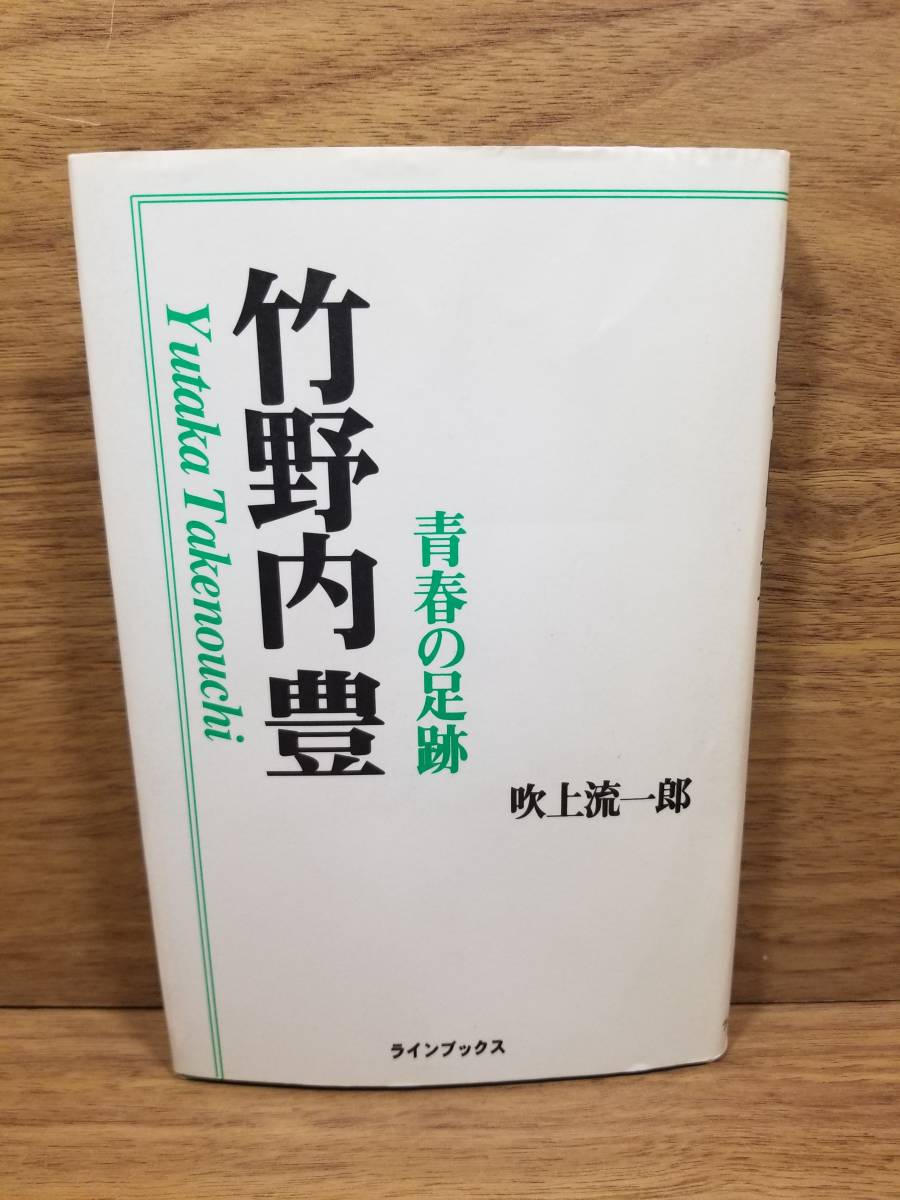 竹野内 豊
Yutaka Takenouchi
青春の足跡
吹上流一郎
ラインブックス